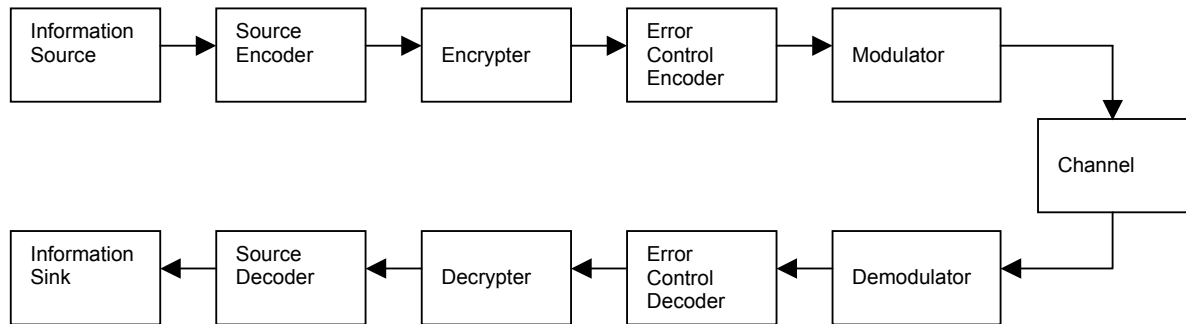 Information
Source
Source
Encoder
Encrypter
Error
Control
Encoder
Modulator
Channel
Information
Sink
Source
Decoder
Decrypter
Error
Control
Decoder
Demodulator